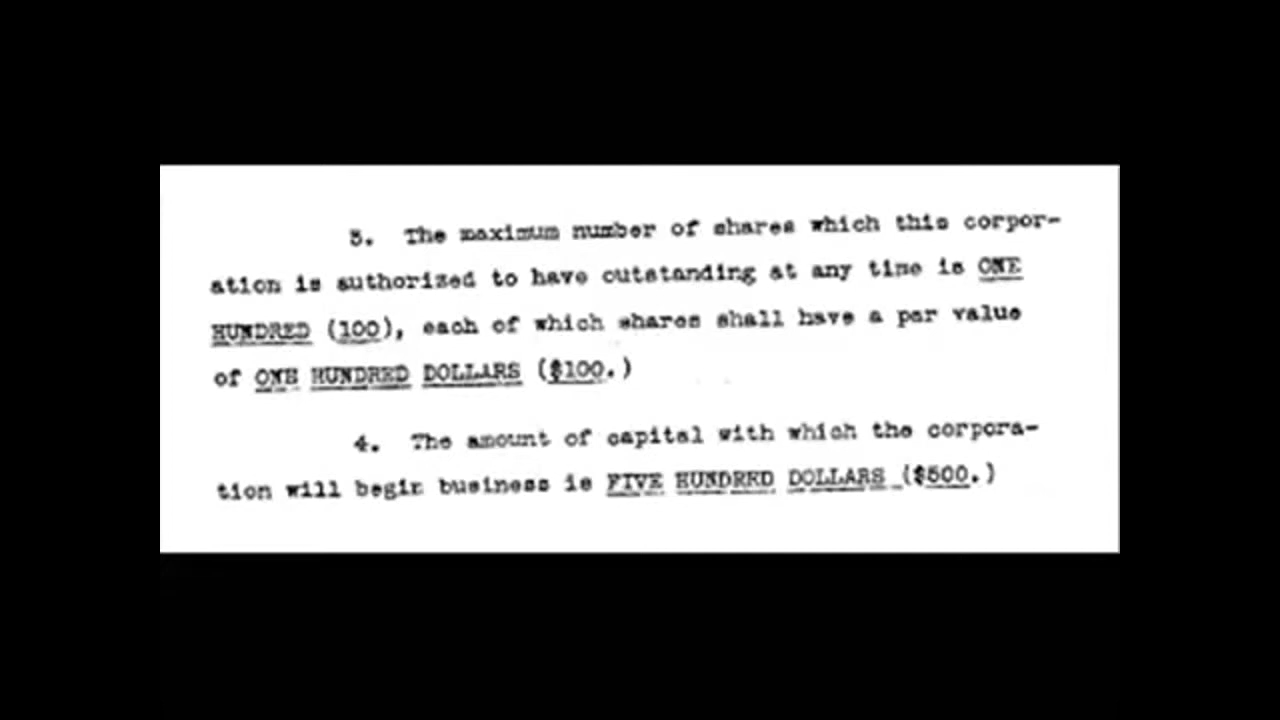 3. The maximum number of shares which this corpor-
ation is authorized to have outstanding at any time is ONE
HUNDRED (100), each of which shares shall have a par value
of ONE HUNDRED DOLLARS ($100.)
4. The amount of capital with which the corpora-
tion will begin business is FIVE HUNDRED DOLLARS ($500.)